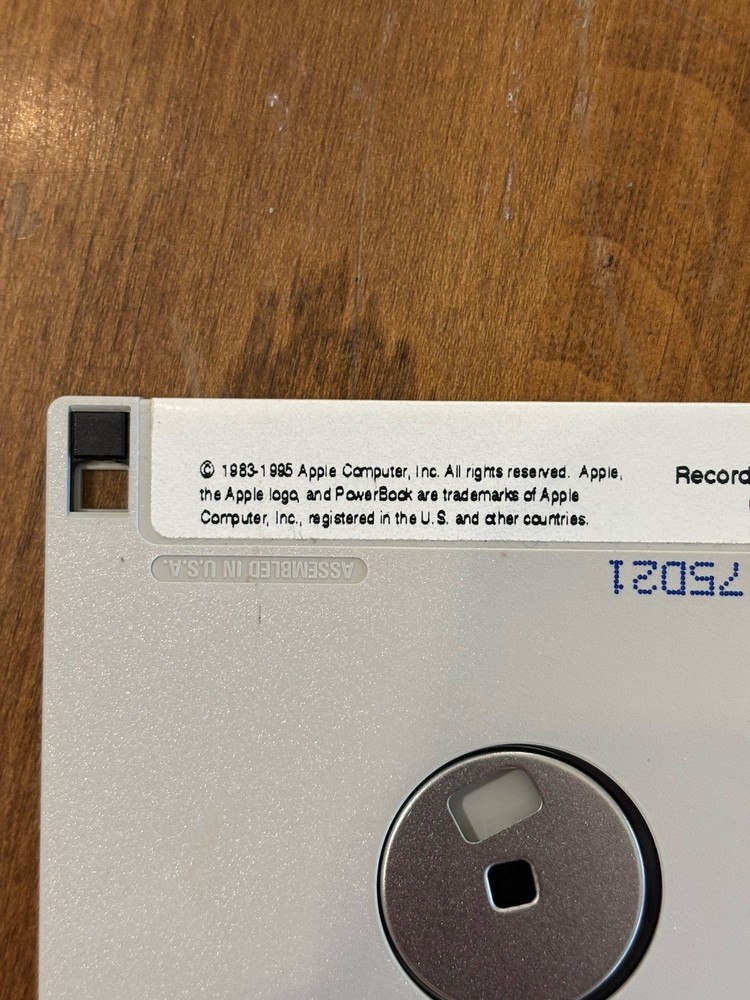 © 1983-1995 Apple Computer, Inc. All rights reserved. Apple,
the Apple logo, and PowerBook are trademarks of Apple
Computer, Inc., registered in the U.S. and other countries.
Record
ASSEMBLED IN U.S.A.
75D21